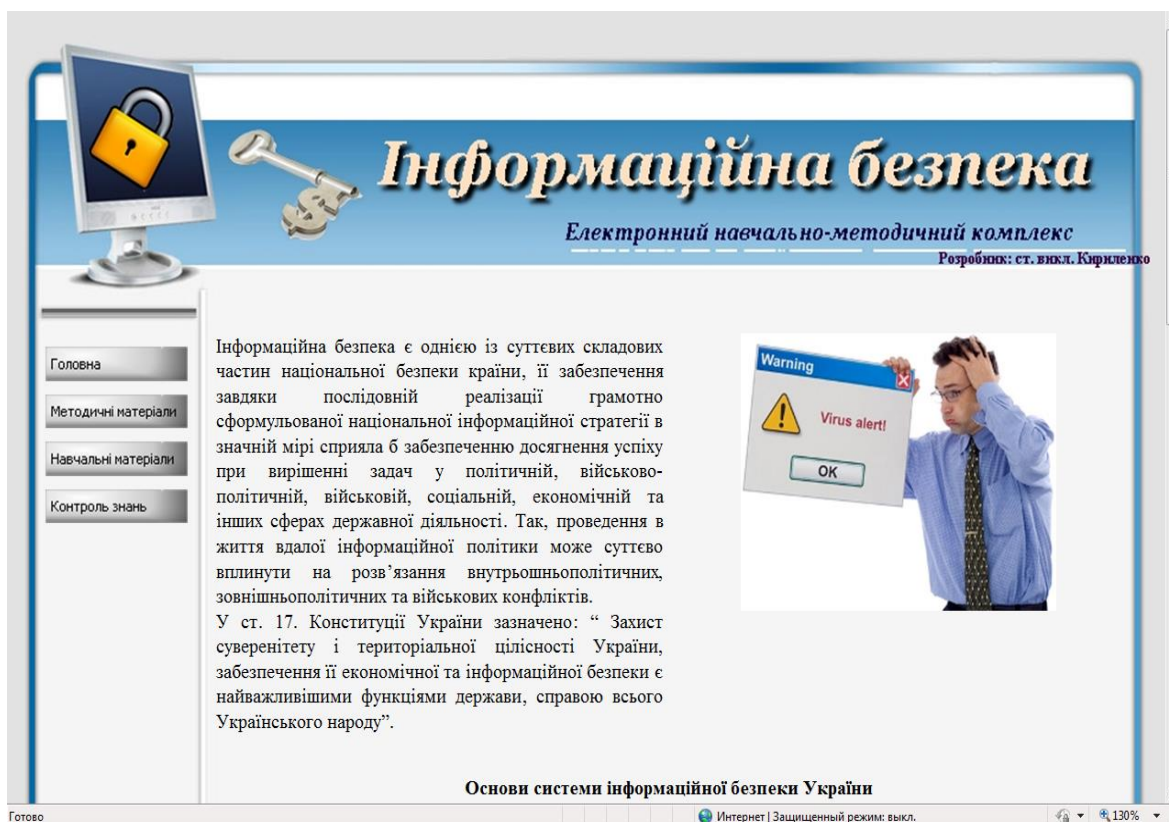 Інформаційна безпека
Електронний навчально-методичний комплекс
Розробник: ст. викл. Кириленко
Головна
Методичні матеріали
Навчальні матеріали
Контроль знань
Інформаційна безпека є однією із суттєвих складових
частин національної безпеки країни, її забезпечення
завдяки послідовній реалізації грамотно
сформульованої національної інформаційної стратегії в
значній мірі сприяла б забезпеченню досягнення успіху
при вирішенні задач у політичній, військово-
політичній, військовій, соціальній, економічній та
інших сферах державної діяльності. Так, проведення в
життя вдалої інформаційної політики може суттєво
вплинути на розв’язання внутрьошньополітичних,
зовнішньополітичних та військових конфліктів.
У ст. 17. Конституції України зазначено: “ Захист
суверенітету і територіальної цілісності України,
забезпечення її економічної та інформаційної безпеки є
найважливішими функціями держави, справою всього
Українського народу”.
Warning
Virus alert!
OK
Основи системи інформаційної безпеки України
Готово
Интернет | Защищенный режим: выкл.
130%